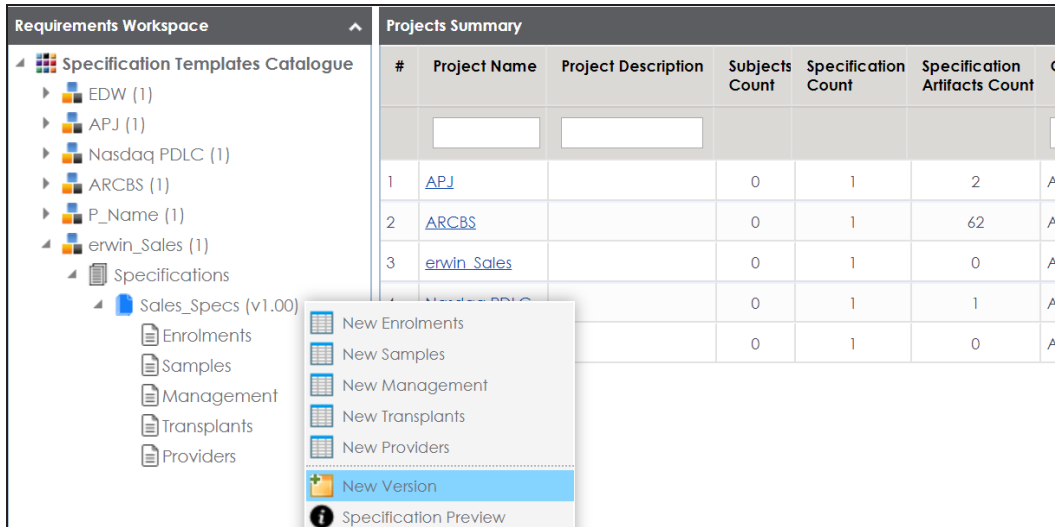 Requirements Workspace
Specification Templates Catalogue
EDW (1)
APJ (1)
Nasdaq PDLC (1)
ARCBS (1)
P_Name (1)
erwin_Sales (1)
Specifications
Sales_Specs (v1.00)
Enrolments
Samples
Management
Transplants
Providers
New Enrolments
New Samples
New Management
New Transplants
New Providers
New Version
Specification Preview
Projects Summary
# Project Name Project Description Subjects Count Specification Count Specification Artifacts Count
1 APJ 0 1 2 A
2 ARCBS 0 1 62 A
3 erwin_Sales 0 1 0 A
Nasdaq PDLC 0 1 1 A
0 1 0 A